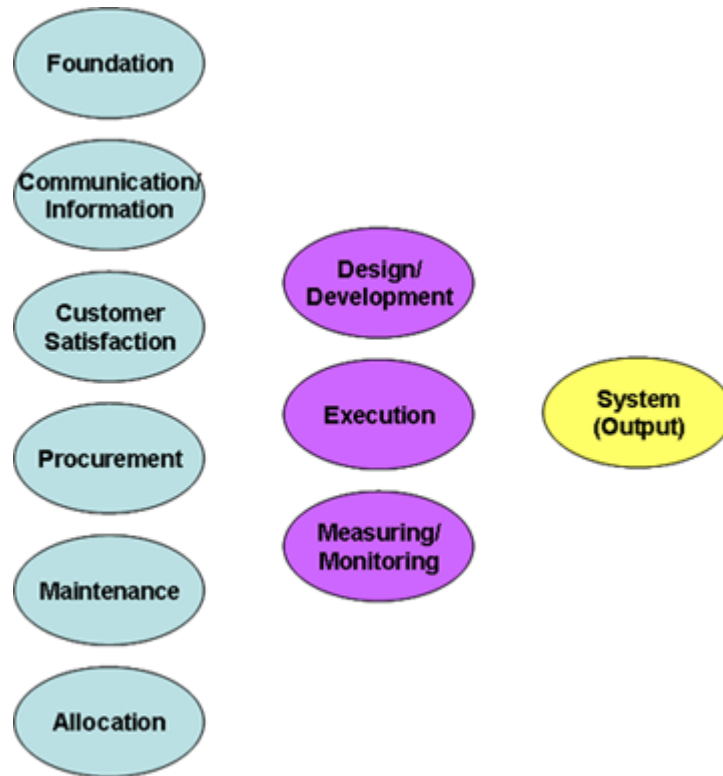 Foundation
Communication/
Information
Customer
Satisfaction
Procurement
Maintenance
Allocation
Design/
Development
Execution
Measuring/
Monitoring
System
(Output)